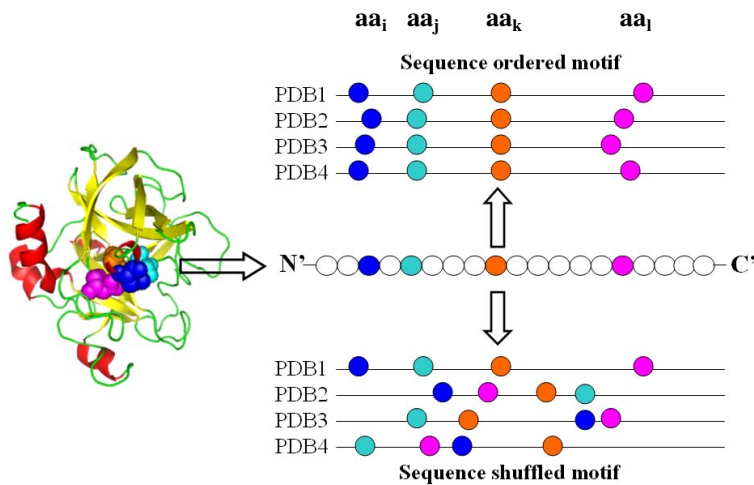 aai aaj aak aal
Sequence ordered motif
PDB1
PDB2
PDB3
PDB4
N' C'
PDB1
PDB2
PDB3
PDB4
Sequence shuffled motif